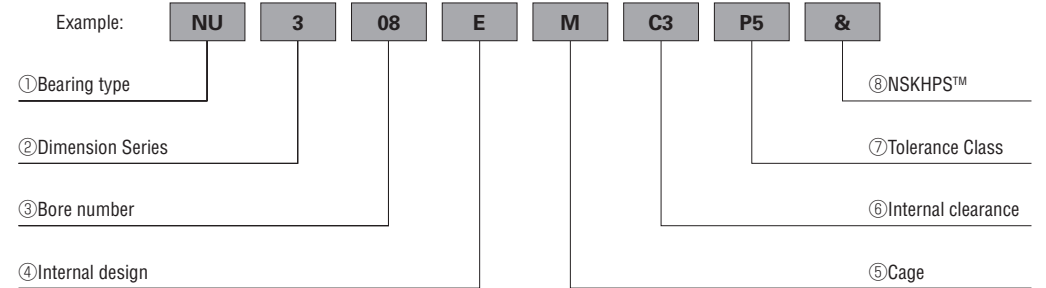 Example: NU 3 08 E M C3 P5 &
①Bearing type ⑧NSKHPS™
②Dimension Series ⑦Tolerance Class
③Bore number ⑥Internal clearance
④Internal design ⑤Cage